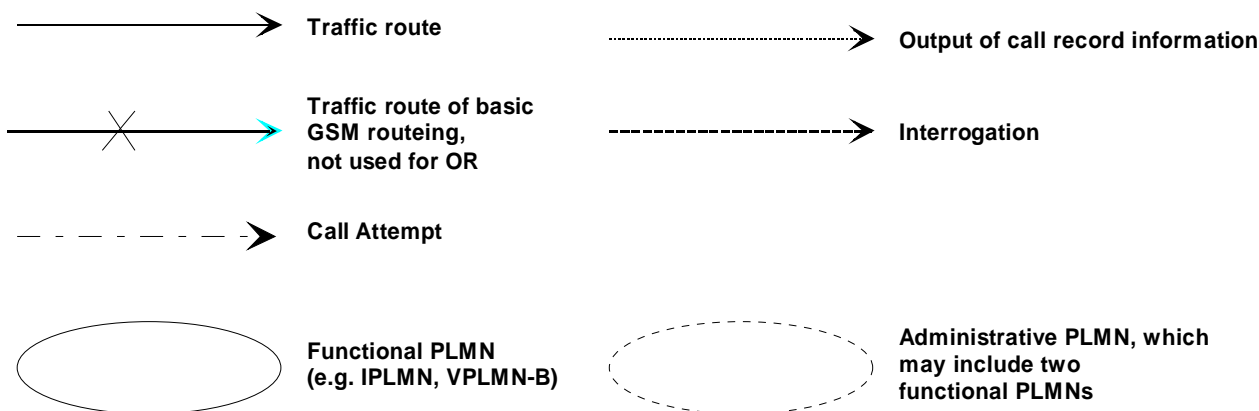 Traffic route
Output of call record information
Traffic route of basic
GSM routeing,
not used for OR
Interrogation
Call Attempt
Functional PLMN
(e.g. IPLMN, VPLMN-B)
Administrative PLMN, which
may include two
functional PLMNs